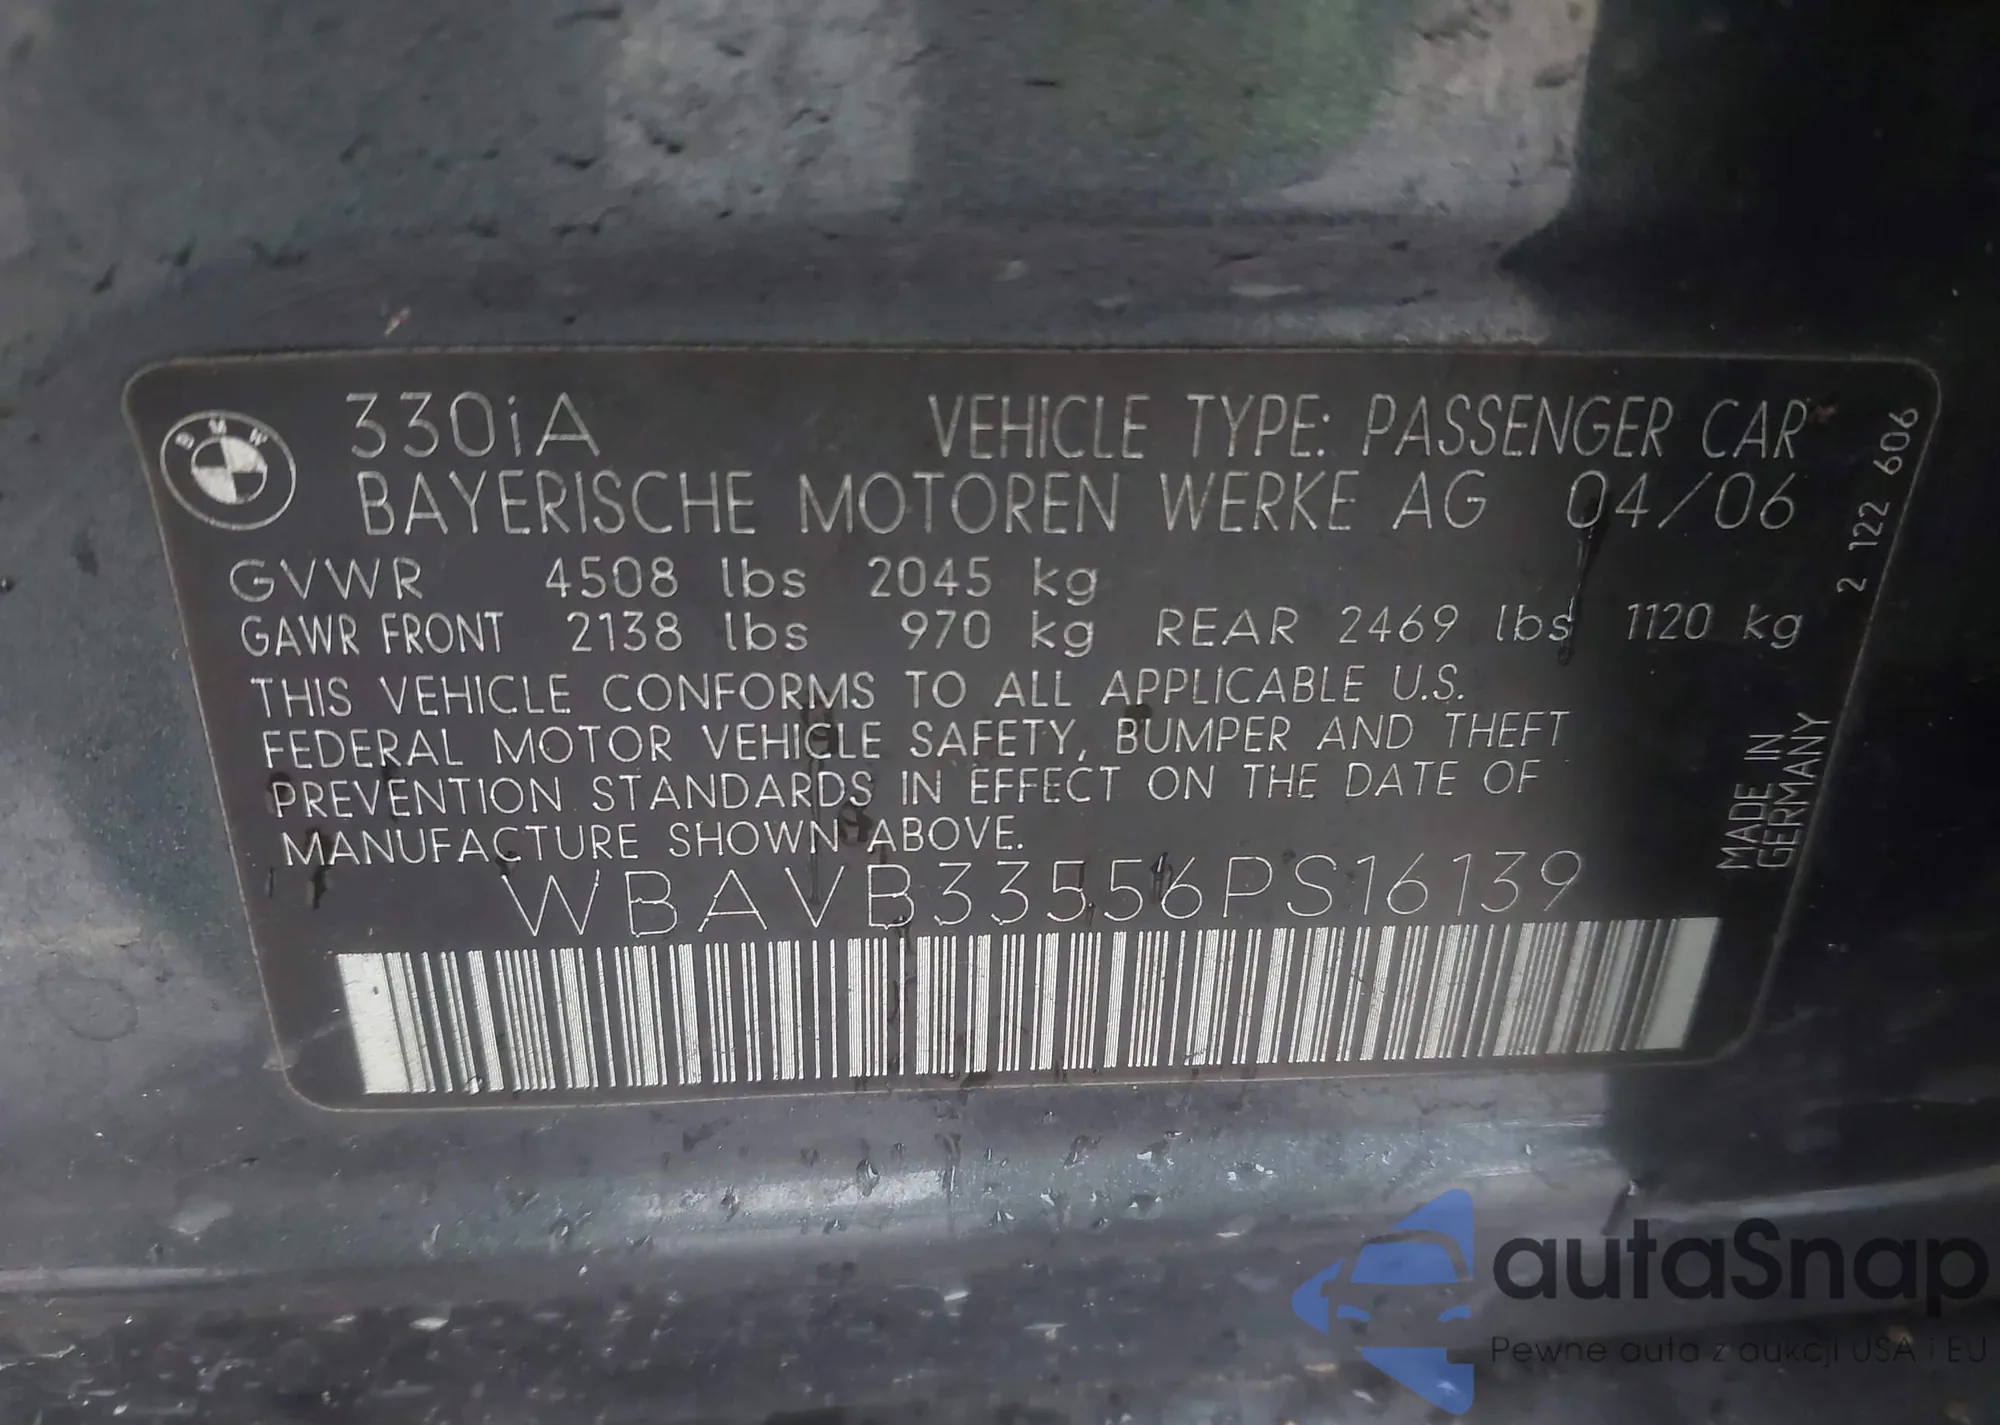 BMW
330iA
VEHICLE TYPE: PASSENGER CAR
BAYERISCHE MOTOREN WERKE AG 04/06
GVWR 4508 lbs 2045 kg
GAWR FRONT 2138 lbs 970 kg REAR 2469 lbs 1120 kg
THIS VEHICLE CONFORMS TO ALL APPLICABLE U.S.
FEDERAL MOTOR VEHICLE SAFETY, BUMPER AND THEFT
PREVENTION STANDARDS IN EFFECT ON THE DATE OF
MANUFACTURE SHOWN ABOVE.
WBAVB33556PS16139
2 122 606
MADE IN
GERMANY
autaSnap
Pewne auta z aukcji USA i EU